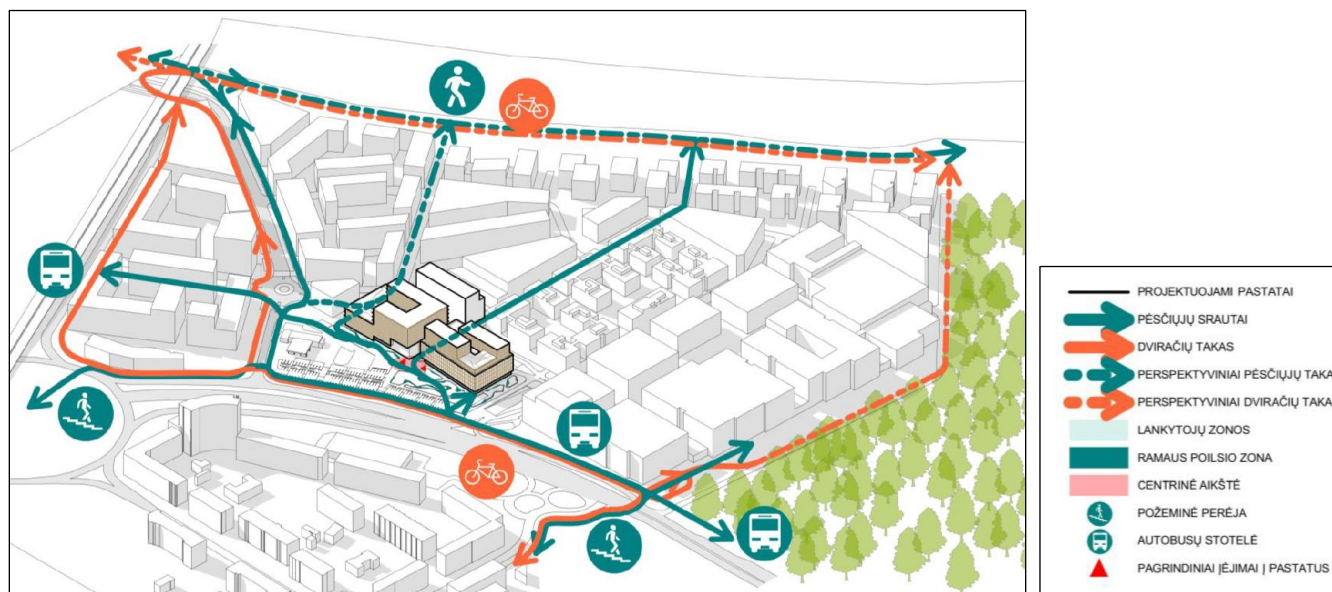 PROJEKTUOJAMI PASTATAI
PĖSČIŲJŲ SRAUTAI
DVIRAČIŲ TAKAS
PERSPEKTYVINIAI PĖSČIŲJŲ TAKA
PERSPEKTYVINIAI DVIRAČIŲ TAKA
LANKYTOJŲ ZONOS
RAMAUS POILSIO ZONA
CENTRINĖ AIKŠTĖ
POŽEMINĖ PERĖJA
AUTOBUSŲ STOTELĖ
PAGRINDINIAI ĮĖJIMAI Į PASTATUS